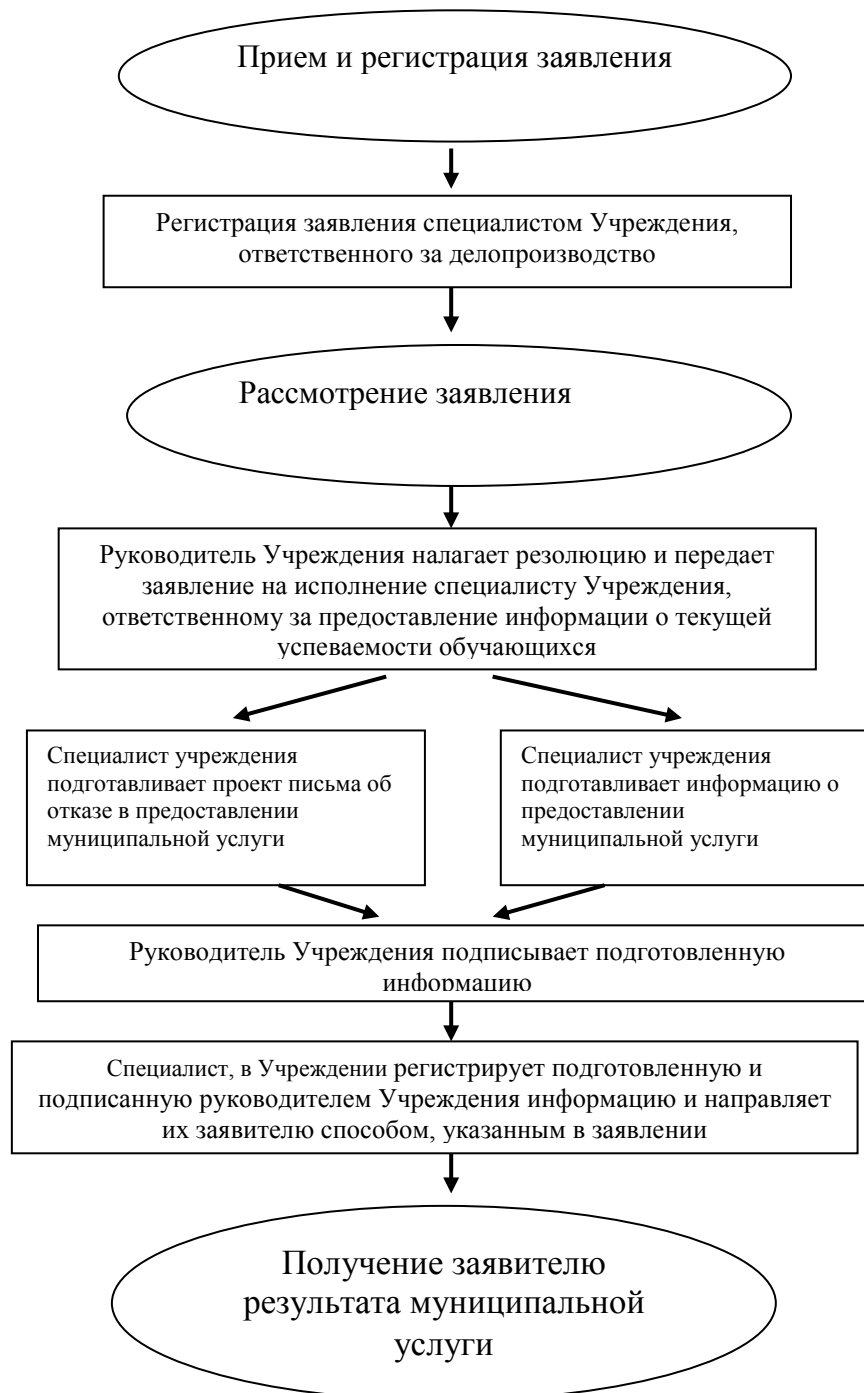 Прием и регистрация заявления
Регистрация заявления специалистом Учреждения,
ответственного за делопроизводство
Рассмотрение заявления
Руководитель Учреждения налагает резолюцию и передает
заявление на исполнение специалисту Учреждения,
ответственному за предоставление информации о текущей
успеваемости обучающихся
Специалист учреждения
подготавливает проект письма об
отказе в предоставлении
муниципальной услуги
Специалист учреждения
подготавливает информацию о
предоставлении
муниципальной услуги
Руководитель Учреждения подписывает подготовленную
информацию
Специалист, в Учреждении регистрирует подготовленную и
подписанную руководителем Учреждения информацию и направляет
их заявителю способом, указанным в заявлении
Получение заявителю
результата муниципальной
услуги